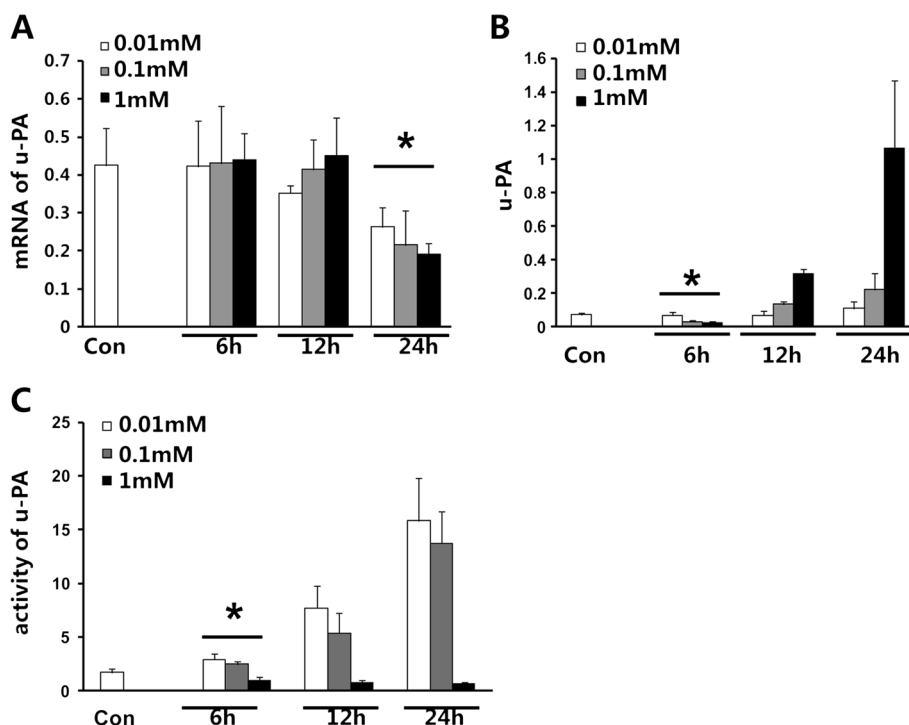 A
0.01mM
0.1mM
1mM
mRNA of u-PA
0.7
0.6
0.5
0.4
0.3
0.2
0.1
0
*
Con 6h 12h 24h
B
0.01mM
0.1mM
1mM
u-PA
1.6
1.4
1.2
1
0.8
0.6
0.4
0.2
0
*
Con 6h 12h 24h
C
0.01mM
0.1mM
1mM
activity of u-PA
25
20
15
10
5
0
*
Con 6h 12h 24h